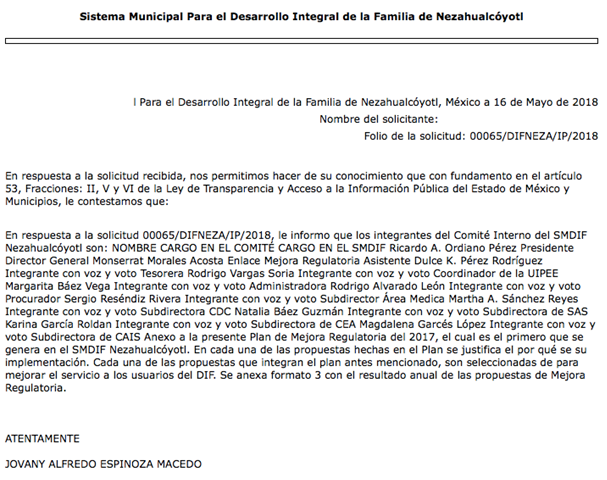 Sistema Municipal Para el Desarrollo Integral de la Familia de Nezahualcóyotl
l Para el Desarrollo Integral de la Familia de Nezahualcóyotl, México a 16 de Mayo de 2018
Nombre del solicitante:
Folio de la solicitud: 00065/DIFNEZA/IP/2018
En respuesta a la solicitud recibida, nos permitimos hacer de su conocimiento que con fundamento en el artículo
53, Fracciones: II, V y VI de la Ley de Transparencia y Acceso a la Información Pública del Estado de México y
Municipios, le contestamos que:
En respuesta a la solicitud 00065/DIFNEZA/IP/2018, le informo que los integrantes del Comité Interno del SMDIF
Nezahualcóyotl son: NOMBRE CARGO EN EL COMITÉ CARGO EN EL SMDIF Ricardo A. Ordiano Pérez Presidente
Director General Monserrat Morales Acosta Enlace Mejora Regulatoria Asistente Dulce K. Pérez Rodríguez
Integrante con voz y voto Tesorera Rodrigo Vargas Soria Integrante con voz y voto Coordinador de la UIPEE
Margarita Báez Vega Integrante con voz y voto Administradora Rodrigo Alvarado León Integrante con voz y voto
Procurador Sergio Reséndiz Rivera Integrante con voz y voto Subdirector Área Medica Martha A. Sánchez Reyes
Integrante con voz y voto Subdirectora CDC Natalia Báez Guzmán Integrante con voz y voto Subdirectora de SAS
Karina García Roldan Integrante con voz y voto Subdirectora de CEA Magdalena Garcés López Integrante con voz y
voto Subdirectora de CAIS Anexo a la presente Plan de Mejora Regulatoria del 2017, el cual es el primero que se
genera en el SMDIF Nezahualcóyotl. En cada una de las propuestas hechas en el Plan se justifica el por qué se su
implementación. Cada una de las propuestas que integran el plan antes mencionado, son seleccionadas de para
mejorar el servicio a los usuarios del DIF. Se anexa formato 3 con el resultado anual de las propuestas de Mejora
Regulatoria.
ATENTAMENTE
JOVANY ALFREDO ESPINOZA MACEDO